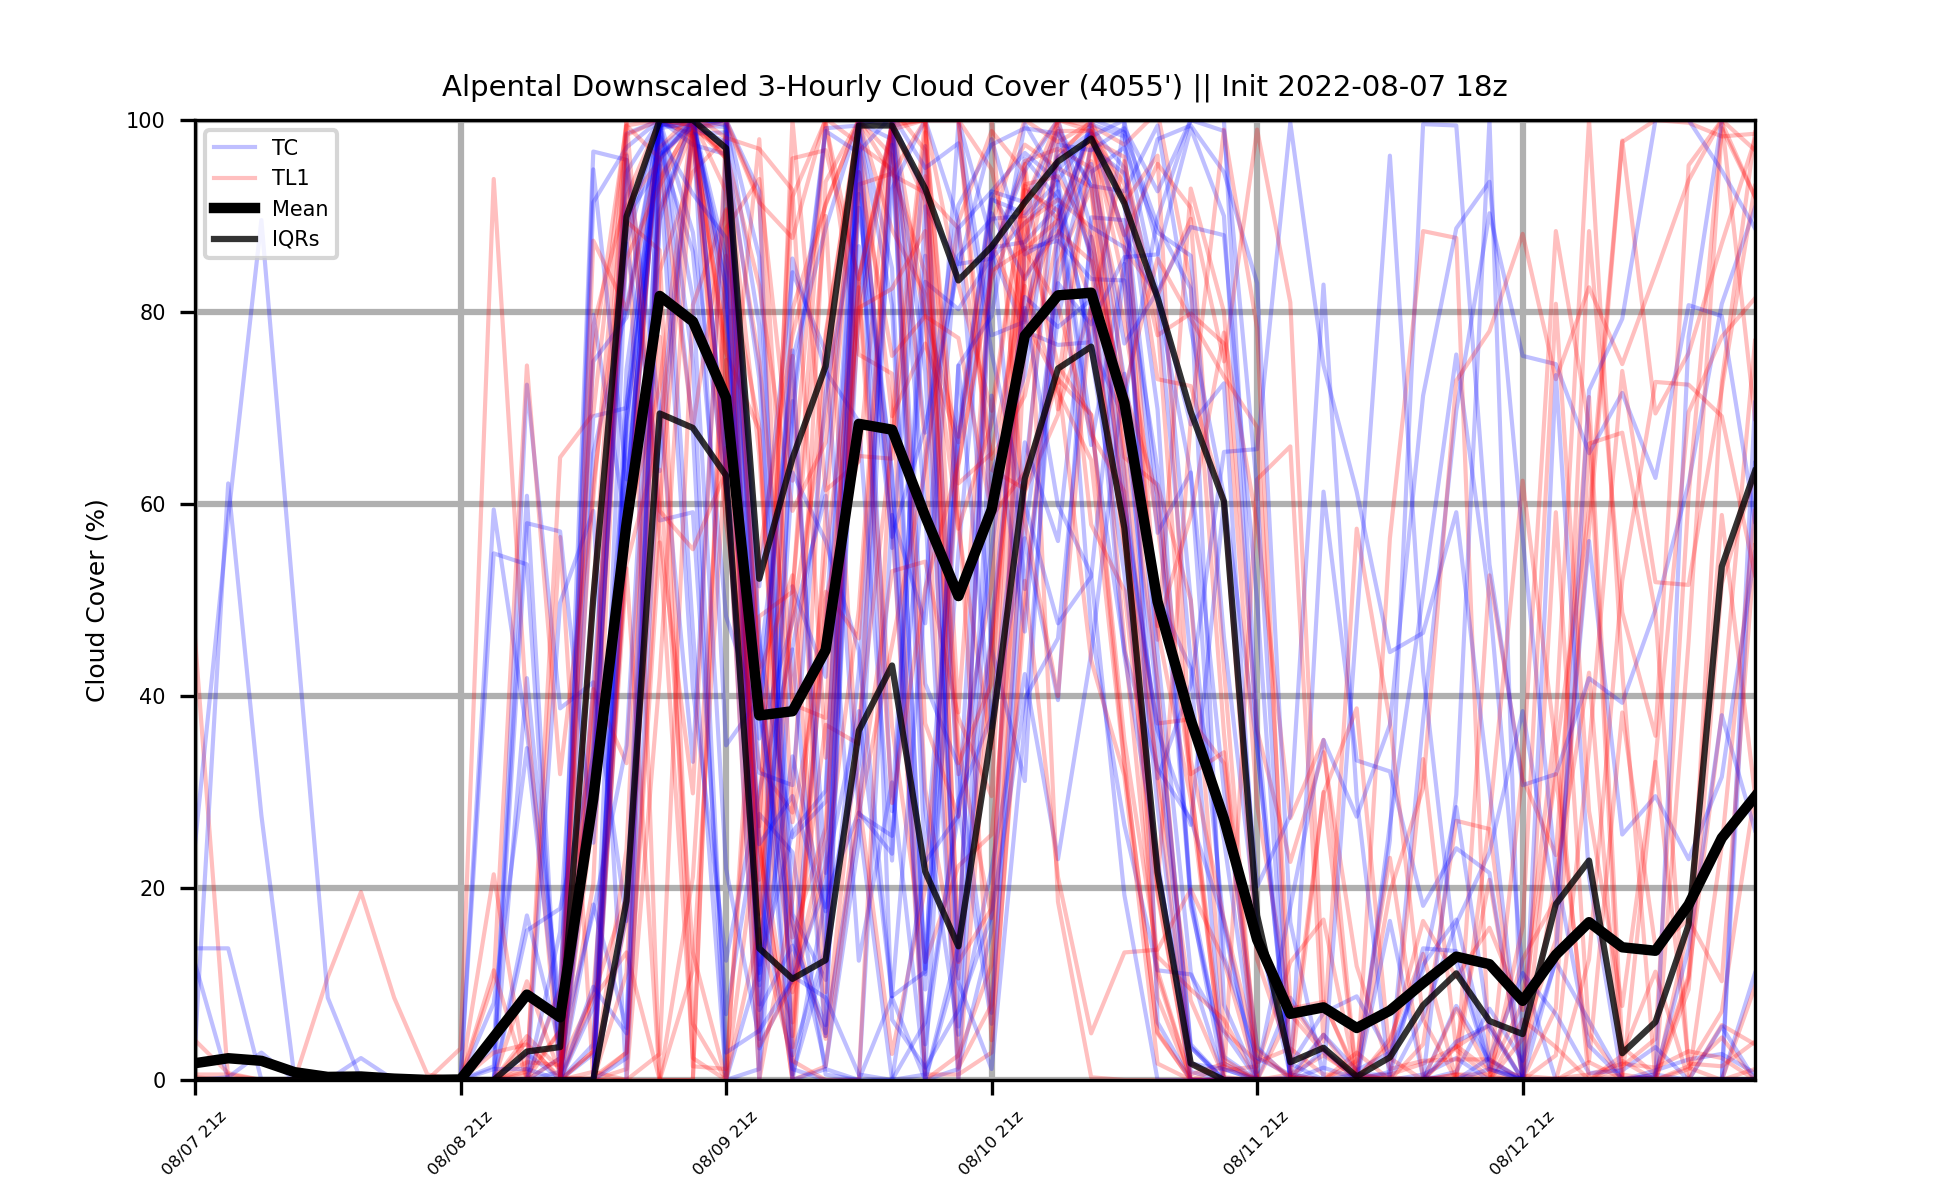 Alpental Downscaled 3-Hourly Cloud Cover (4055') || Init 2022-08-07 18z
100
80
60
40
20
0
Cloud Cover (%)
TC
TL1
Mean
IQRs
08/07 21z
08/08 21z
08/09 21z
08/10 21z
08/11 21z
08/12 21z